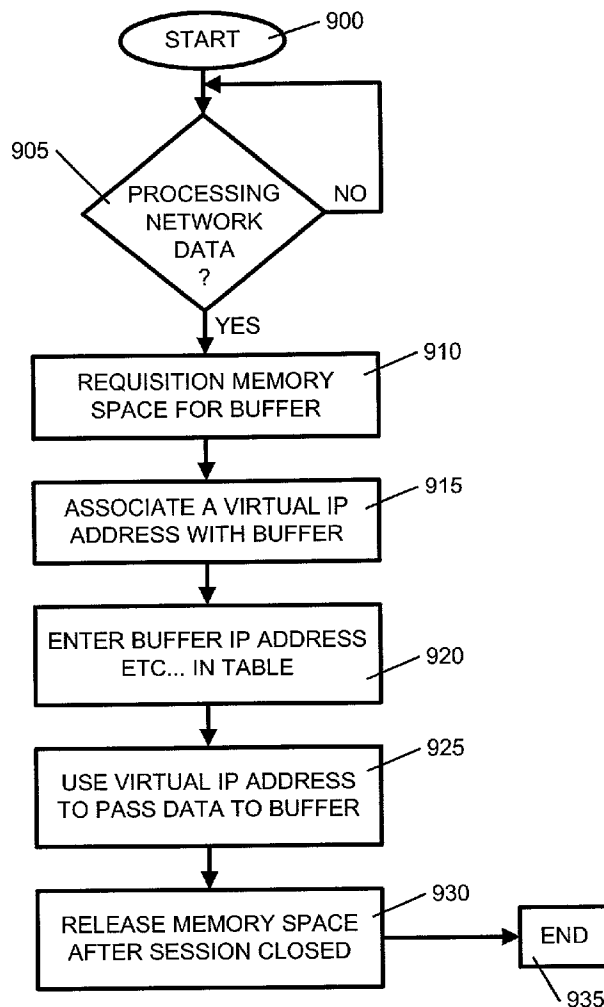 START
900
905
PROCESSING
NETWORK
DATA
?
NO
YES
910
REQUISITION MEMORY
SPACE FOR BUFFER
915
ASSOCIATE A VIRTUAL IP
ADDRESS WITH BUFFER
ENTER BUFFER IP ADDRESS
ETC... IN TABLE
920
925
USE VIRTUAL IP ADDRESS
TO PASS DATA TO BUFFER
930
RELEASE MEMORY SPACE
AFTER SESSION CLOSED
END
935